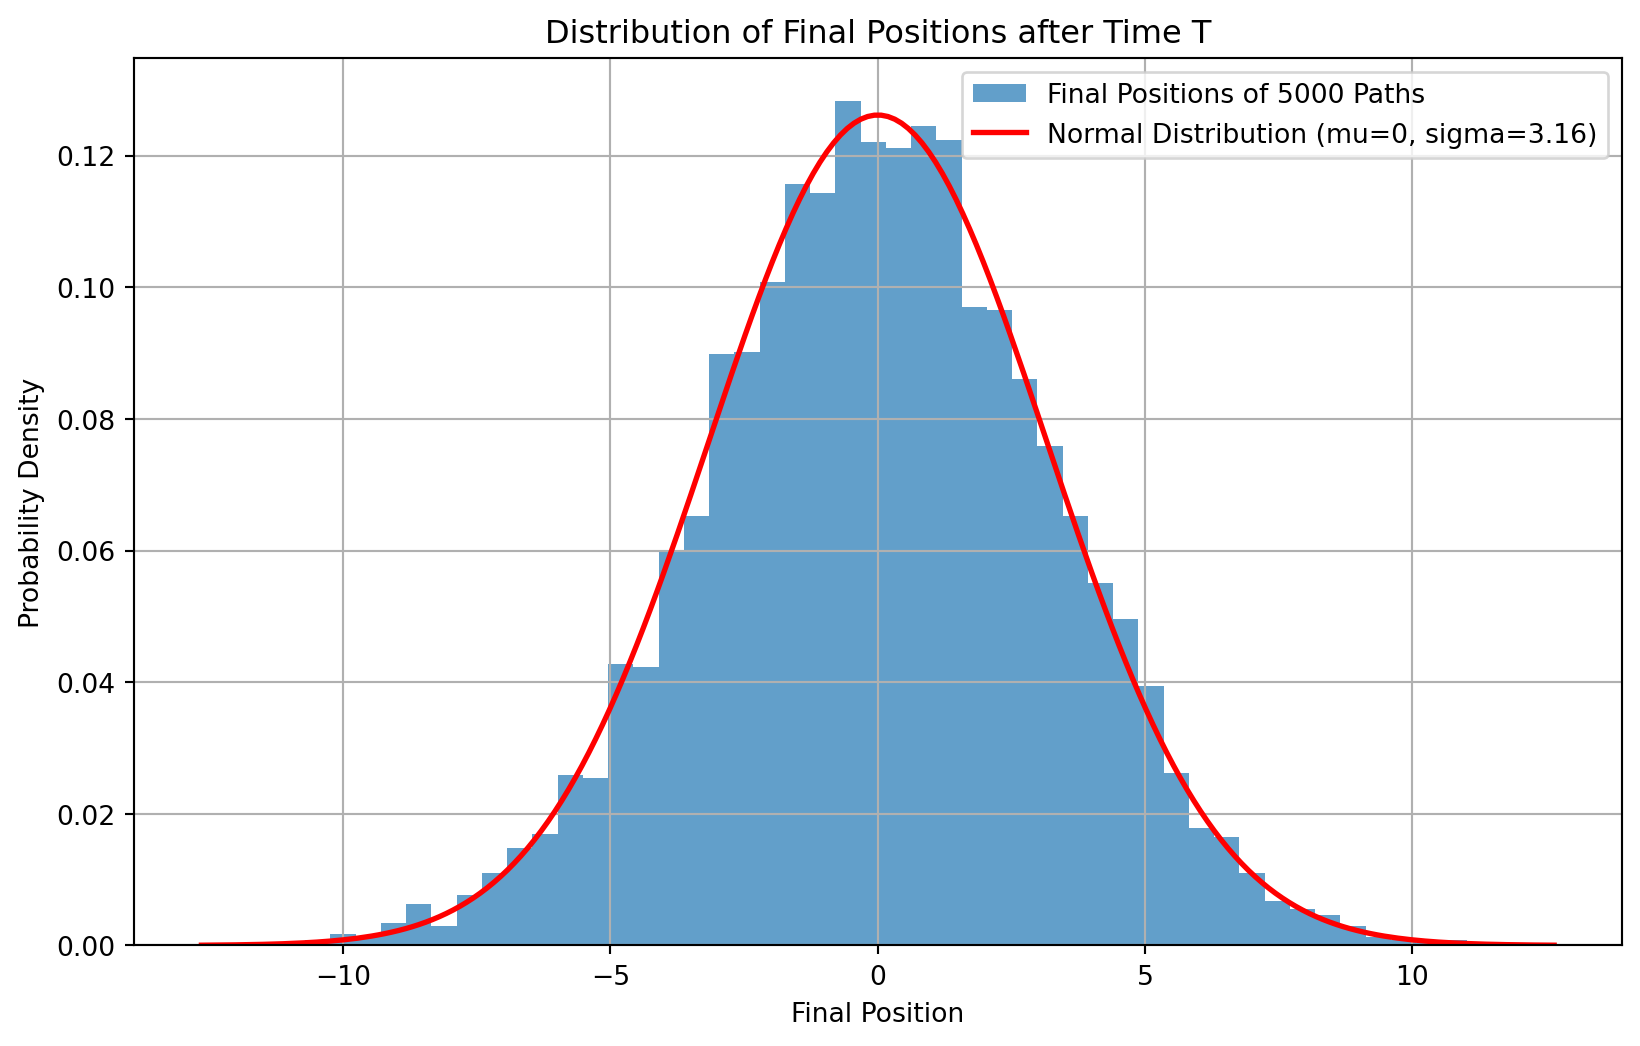 Distribution of Final Positions after Time T
Final Positions of 5000 Paths
Normal Distribution (mu=0, sigma=3.16)
Probability Density
0.12
0.10
0.08
0.06
0.04
0.02
0.00
−10
−5
0
5
10
Final Position